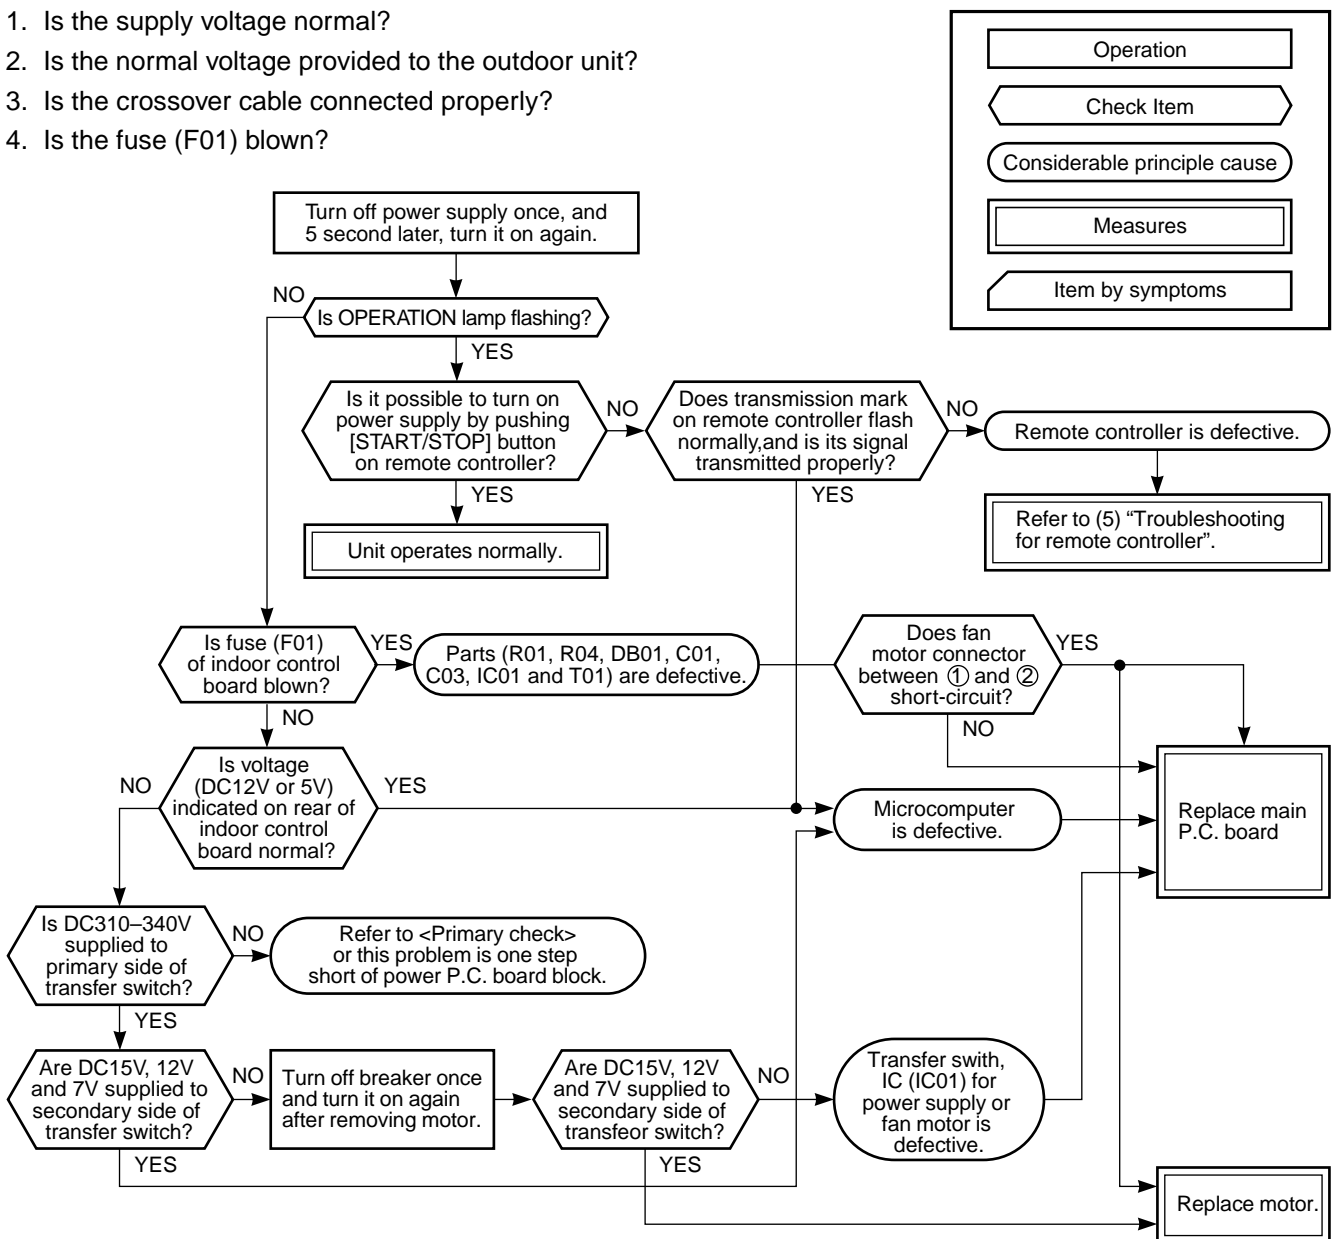 1. Is the supply voltage normal?
2. Is the normal voltage provided to the outdoor unit?
3. Is the crossover cable connected properly?
4. Is the fuse (F01) blown?
Operation
Check Item
Considerable principle cause
Measures
Item by symptoms
Turn off power supply once, and
5 second later, turn it on again.
NO
Is OPERATION lamp flashing?
YES
Is it possible to turn on
power supply by pushing
[START/STOP] button
on remote controller?
NO
Does transmission mark
on remote controller flash
normally,and is its signal
transmitted properly?
NO
Remote controller is defective.
YES
YES
Unit operates normally.
Refer to (5) “Troubleshooting
for remote controller”.
Is fuse (F01)
of indoor control
board blown?
YES
Parts (R01, R04, DB01, C01,
C03, IC01 and T01) are defective.
Does fan
motor connector
between ① and ②
short-circuit?
YES
NO
NO
Is voltage
(DC12V or 5V)
indicated on rear of
indoor control
board normal?
NO
YES
Microcomputer
is defective.
Replace main
P.C. board
Is DC310–340V
supplied to
primary side of
transfer switch?
NO
Refer to <Primary check>
or this problem is one step
short of power P.C. board block.
YES
Are DC15V, 12V
and 7V supplied to
secondary side of
transfer switch?
NO
Turn off breaker once
and turn it on again
after removing motor.
Are DC15V, 12V
and 7V supplied to
secondary side of
transfeor switch?
NO
Transfer swith,
IC (IC01) for
power supply or
fan motor is
defective.
YES
YES
Replace motor.